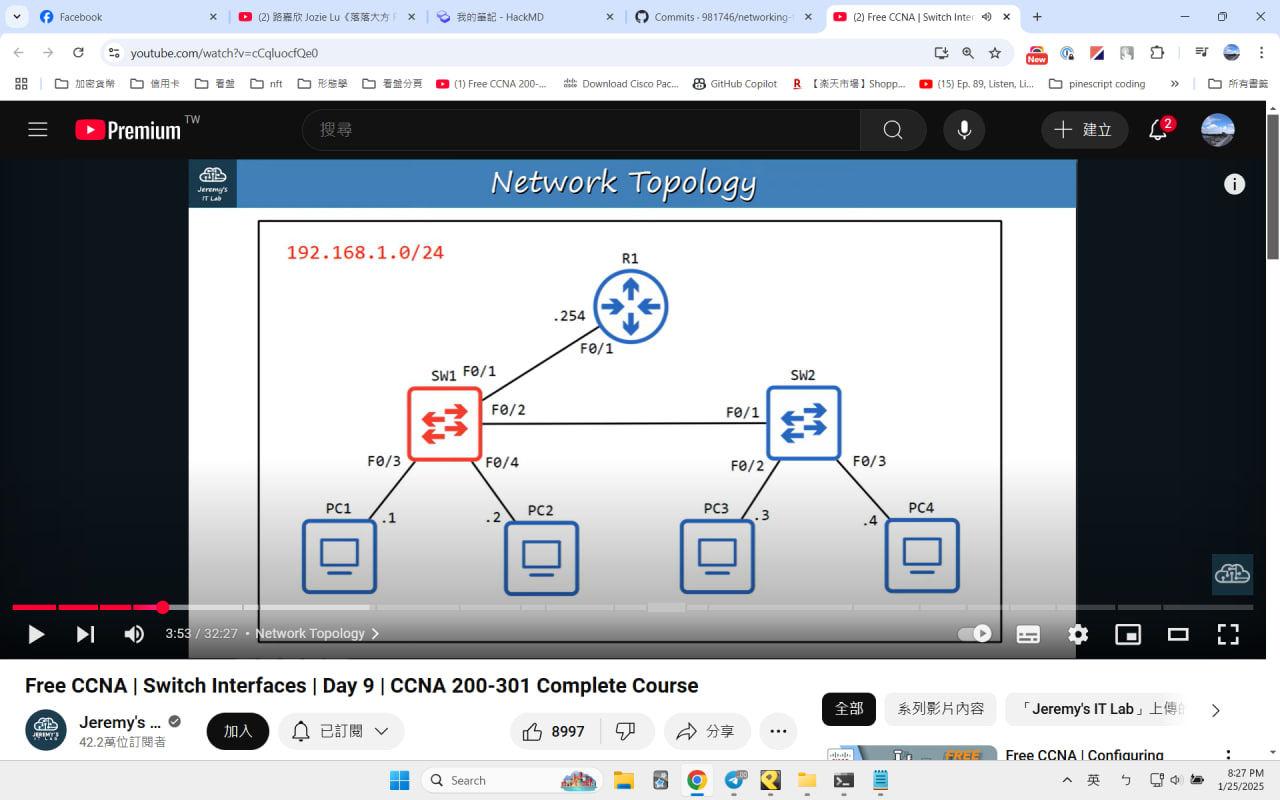 Facebook
(2) 路嘉欣 Jozie Lu《落落大方 F
我的筆記 - HackMD
Commits · 981746/networking-
(2) Free CCNA | Switch Inter
youtube.com/watch?v=cCqluocfQe0
New
加密貨幣
信用卡
看盤
nft
形態學
看盤分頁
(1) Free CCNA 200-...
Download Cisco Pac...
GitHub Copilot
R
【楽天市場】Shopp...
(15) Ep. 89, Listen, Li...
pinescript coding
»
所有書籤
Premium TW
搜尋
建立
2
Jeremy's
IT Lab
Network Topology
192.168.1.0/24
R1
.254
F0/1
SW1
F0/1
SW2
F0/2
F0/1
F0/3
F0/4
F0/2
F0/3
PC1
.1
.2
PC2
PC3
.3
.4
PC4
3:53 / 32:27 • Network Topology
Free CCNA | Switch Interfaces | Day 9 | CCNA 200-301 Complete Course
Jeremy's
IT Lab
Jeremy's ...
42.2萬位訂閱者
加入
已訂閱
8997
分享
全部
系列影片內容
「Jeremy's IT Lab」上傳的
FREE
Free CCNA | Configuring
Search
英
8:27 PM
1/25/2025